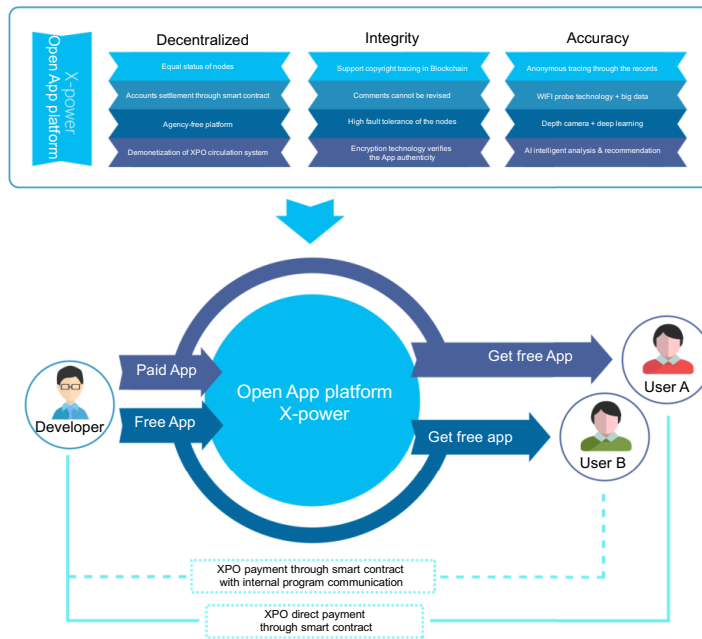 X-power
Open App platform
Decentralized
Integrity
Accuracy
Equal status of nodes
Support copyright tracing in Blockchain
Anonymous tracing through the records
Accounts settlement through smart contract
Comments cannot be revised
WIFI probe technology + big data
Agency-free platform
High fault tolerance of the nodes
Depth camera + deep learning
Demonetization of XPO circulation system
Encryption technology verifies
the App authenticity
AI intelligent analysis & recommendation
Paid App
Get free App
Open App platform
X-power
User A
Developer
Free App
Get free app
User B
XPO payment through smart contract
with internal program communication
XPO direct payment
through smart contract